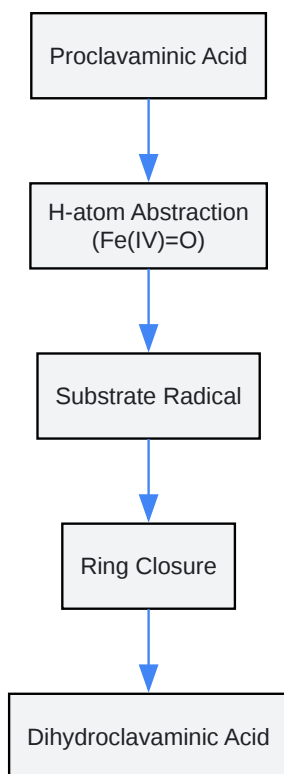 Proclavaminic Acid
H-atom Abstraction
(Fe(IV)=O)
Substrate Radical
Ring Closure
Dihydroclavaminic Acid